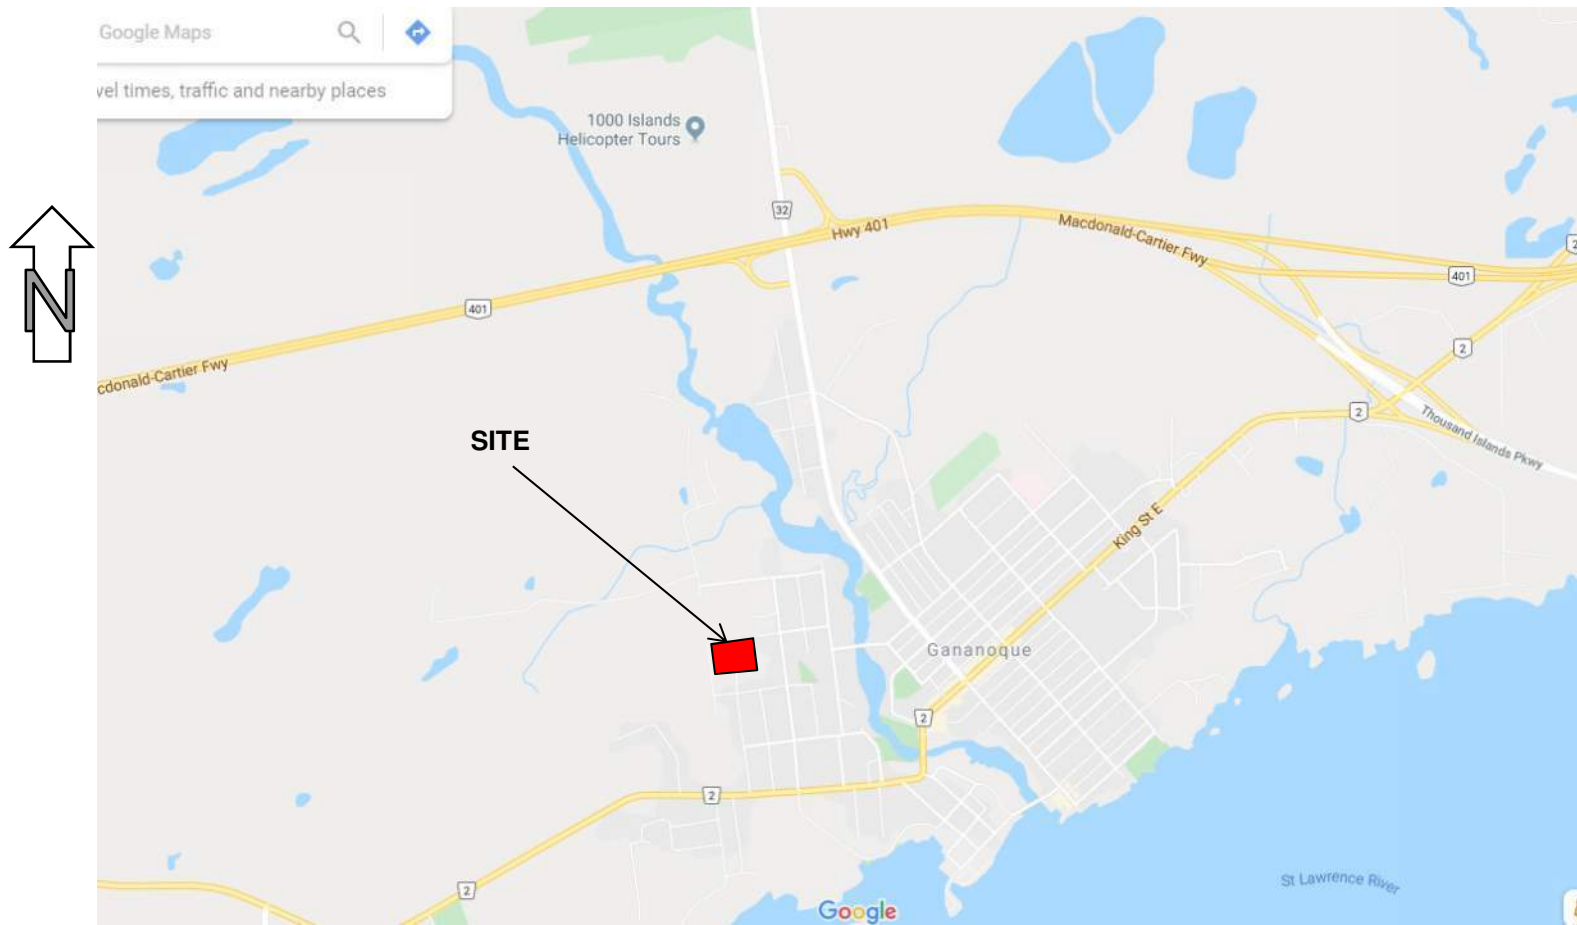 Google Maps
vel times, traffic and nearby places
1000 Islands
Helicopter Tours
32
Hwy 401
Macdonald-Cartier Fwy
2
401
401
N
2
cdonald-Cartier Fwy
2
Thousand Islands Pkwy
SITE
King St E
Gananoque
2
2
St Lawrence River
2
Google